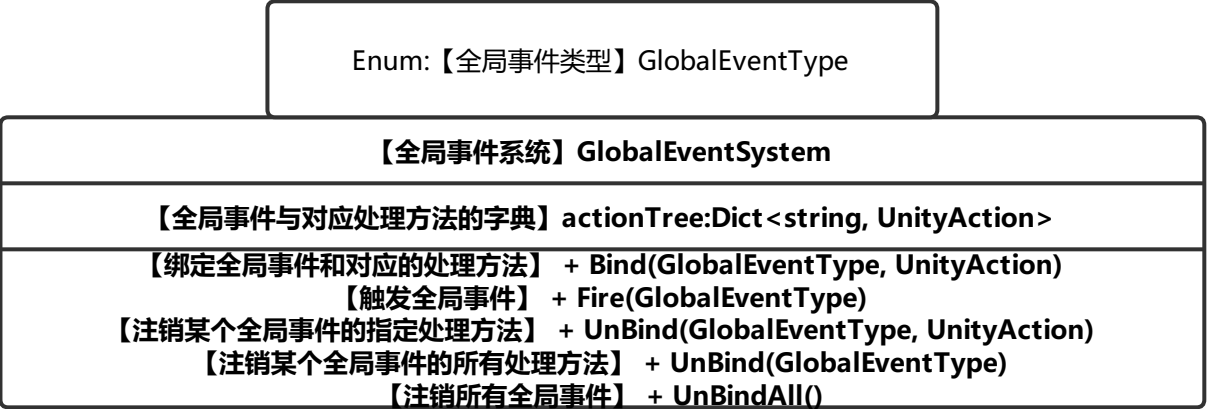 Enum:【全局事件类型】GlobalEventType
【全局事件系统】GlobalEventSystem
【全局事件与对应处理方法的字典】actionTree:Dict<string, UnityAction>
【绑定全局事件和对应的处理方法】 + Bind(GlobalEventType, UnityAction)
【触发全局事件】 + Fire(GlobalEventType)
【注销某个全局事件的指定处理方法】 + UnBind(GlobalEventType, UnityAction)
【注销某个全局事件的所有处理方法】 + UnBind(GlobalEventType)
【注销所有全局事件】 + UnBindAll()